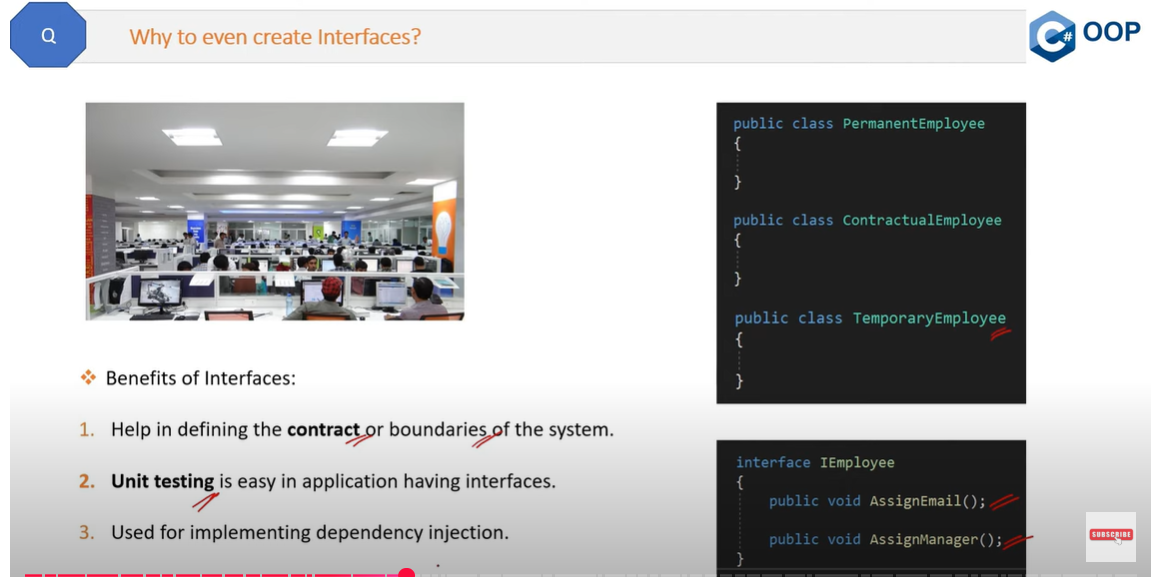 Q
Why to even create Interfaces?
C# OOP
public class PermanentEmployee
{
}
public class ContractualEmployee
{
}
public class TemporaryEmployee
{
}
❖ Benefits of Interfaces:
1. Help in defining the contract or boundaries of the system.
2. Unit testing is easy in application having interfaces.
3. Used for implementing dependency injection.
interface IEmployee
{
public void AssignEmail();
public void AssignManager();
}
SUBSCRIBE